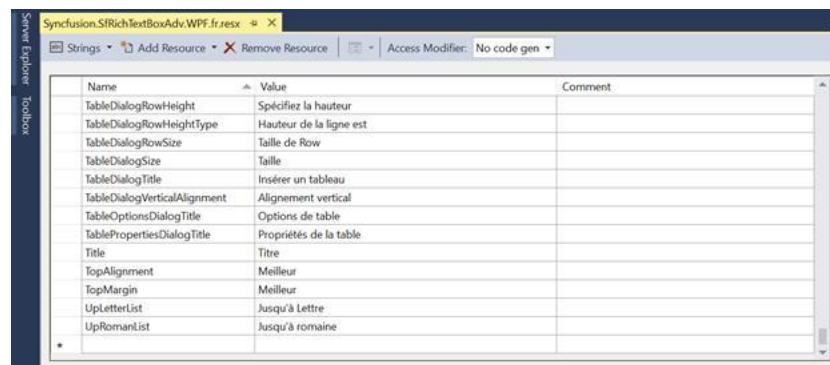 Syncfusion.SfRichTextBoxAdv.WPF.fr.resx
Server Explorer
Toolbox
Strings Add Resource Remove Resource Access Modifier: No code gen
Name Value Comment
TableDialogRowHeight Spécifiez la hauteur
TableDialogRowHeightType Hauteur de la ligne est
TableDialogRowSize Taille de Row
TableDialogSize Taille
TableDialogTitle Insérer un tableau
TableDialogVerticalAlignment Alignement vertical
TableOptionsDialogTitle Options de table
TablePropertiesDialogTitle Propriétés de la table
Title Titre
TopAlignment Meilleur
TopMargin Meilleur
UpLetterList Jusqu'à Lettre
UpRomanList Jusqu'à romaine